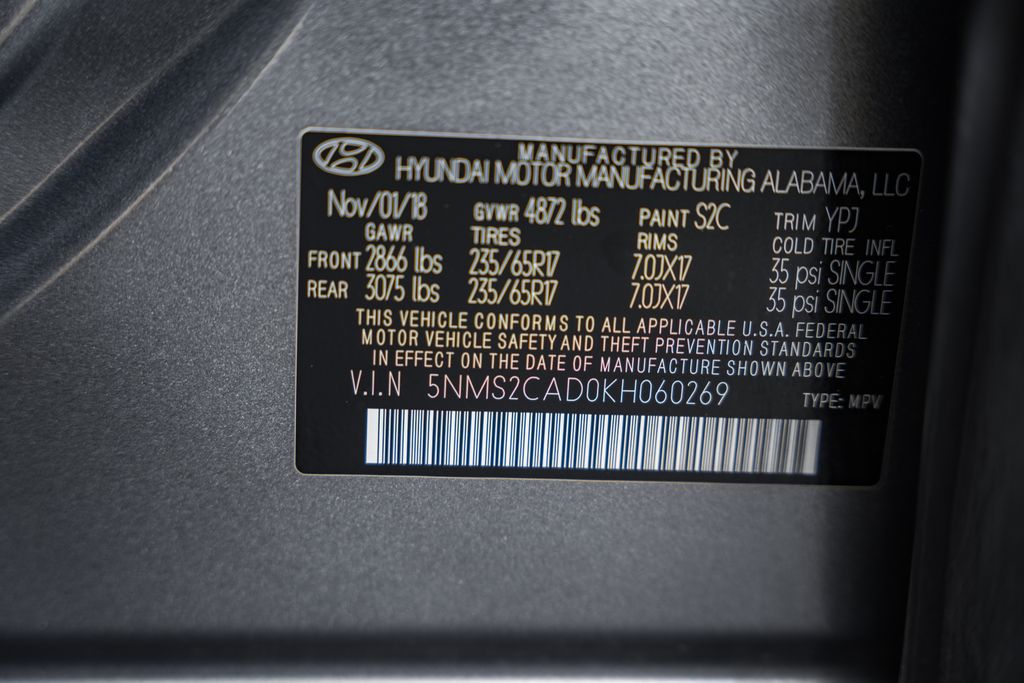 MANUFACTURED BY
HYUNDAI MOTOR MANUFACTURING ALABAMA, LLC
Nov/01/18 GVWR 4872 lbs PAINT S2C TRIM YPJ
GAWR TIRES RIMS COLD TIRE INFL
FRONT 2866 lbs 235/65R17 7.0JX17 35 psi SINGLE
REAR 3075 lbs 235/65R17 7.0JX17 35 psi SINGLE
THIS VEHICLE CONFORMS TO ALL APPLICABLE U.S.A. FEDERAL
MOTOR VEHICLE SAFETY AND THEFT PREVENTION STANDARDS
IN EFFECT ON THE DATE OF MANUFACTURE SHOWN ABOVE
V.I.N 5NMS2CAD0KH060269 TYPE: MPV